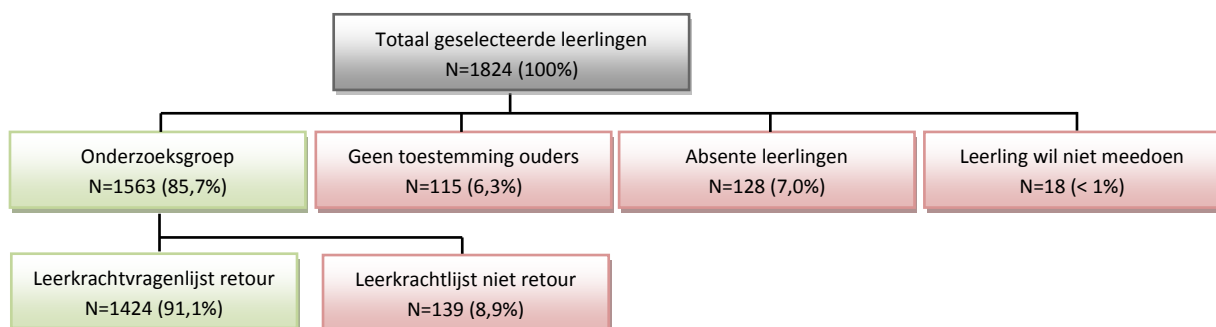 Totaal geselecteerde leerlingen
N=1824 (100%)
Onderzoeksgroep
N=1563 (85,7%)
Geen toestemming ouders
N=115 (6,3%)
Absente leerlingen
N=128 (7,0%)
Leerling wil niet meedoen
N=18 (< 1%)
Leerkrachtvragenlijst retour
N=1424 (91,1%)
Leerkrachtlijst niet retour
N=139 (8,9%)